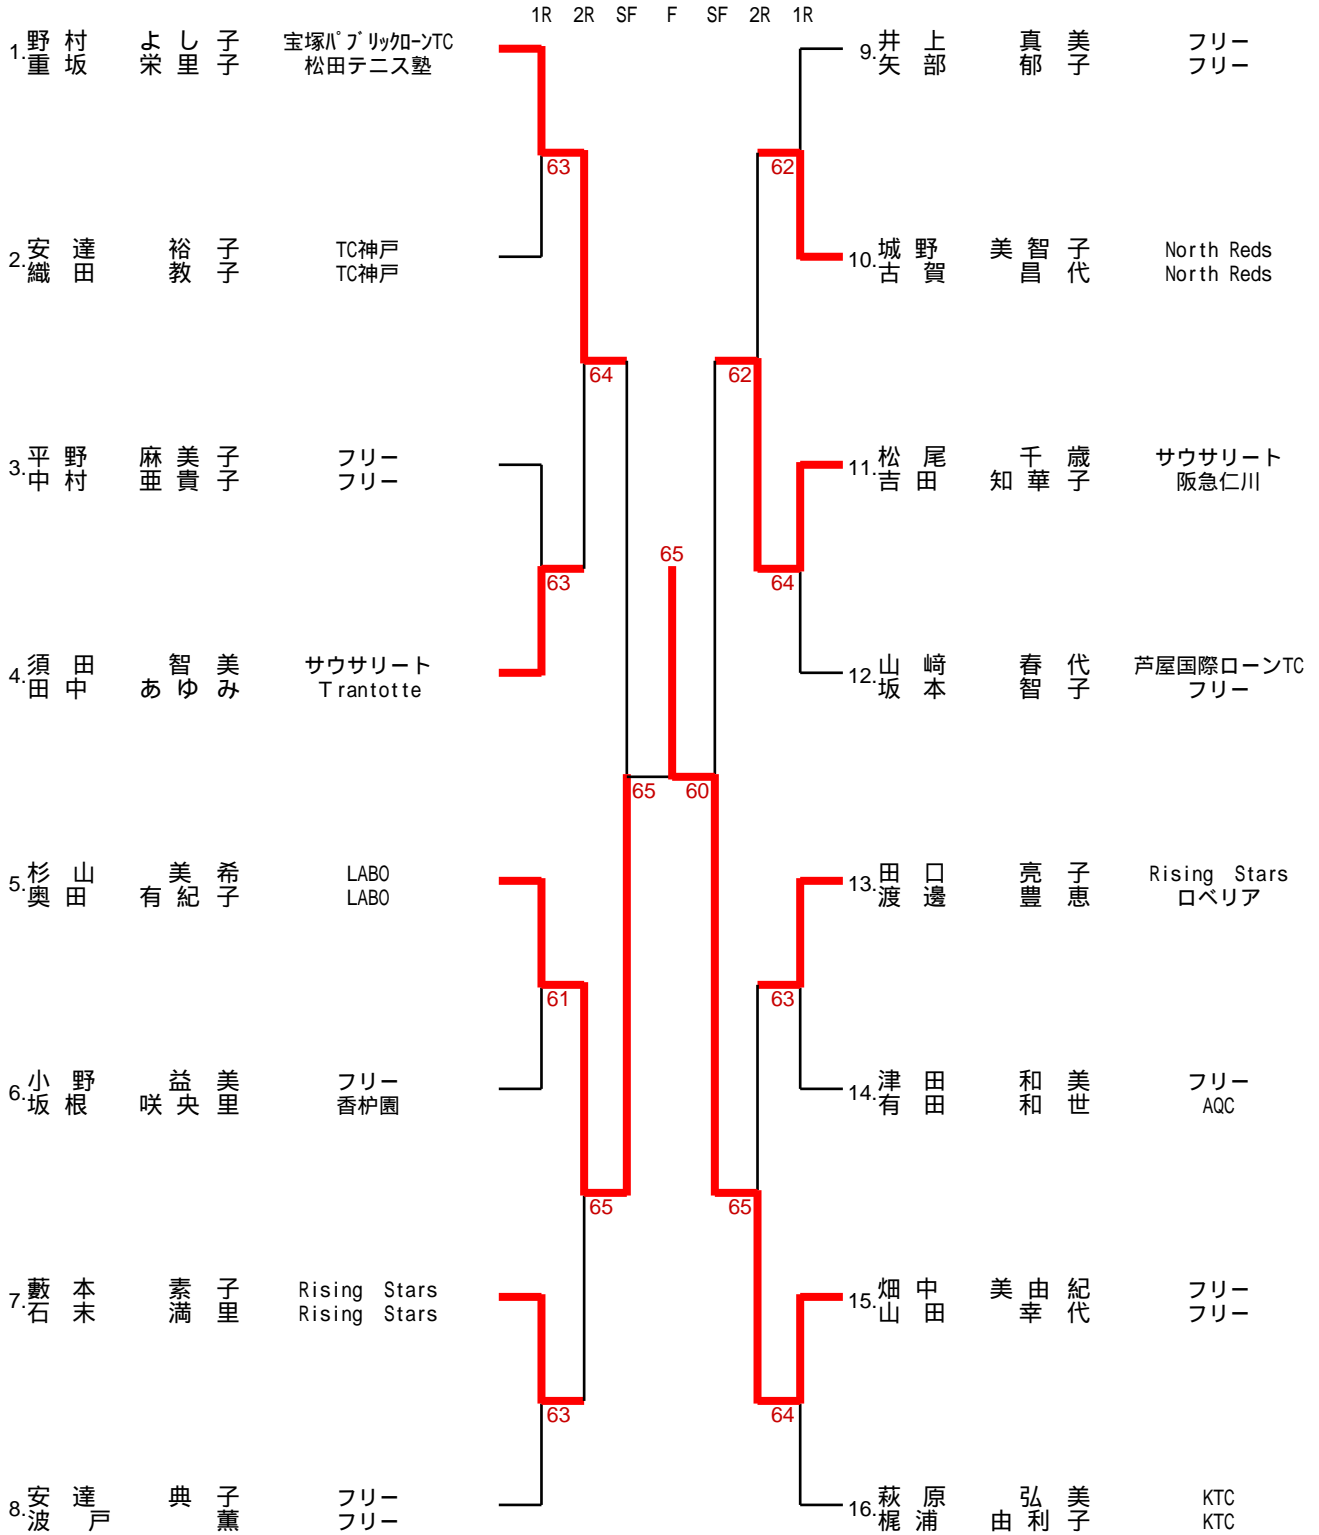 1R 2R SF F SF 2R 1R
1. 野村 よし子 宝塚パブリックローンTC
重坂 栄里子 松田テニス塾
63
2. 安達 裕子 TC神戸
織田 教子 TC神戸
64
3. 平野 麻美子 フリー
中村 亜貴子 フリー
63
4. 須田 智美 サウサリート
田中 あゆみ Trantotte
65
5. 杉山 美希 LABO
奥田 有紀子 LABO
61
6. 小野 益美 フリー
坂根 咲央里 香枦園
65
7. 藪本 素子 Rising Stars
石末 満里 Rising Stars
63
8. 安達 典子 フリー
波戸 薫 フリー
65
9. 井上 真美 フリー
矢部 郁子 フリー
62
10. 城野 美智子 North Reds
古賀 昌代 North Reds
62
11. 松尾 千歳 サウサリート
吉田 知華子 阪急仁川
64
12. 山﨑 春代 芦屋国際ローンTC
坂本 智子 フリー
60
13. 田口 亮子 Rising Stars
渡邊 豊恵 ロベリア
63
14. 津田 和美 フリー
有田 和世 AQC
65
15. 畑中 美由紀 フリー
山田 幸代 フリー
64
16. 萩原 弘美 KTC
梶浦 由利子 KTC